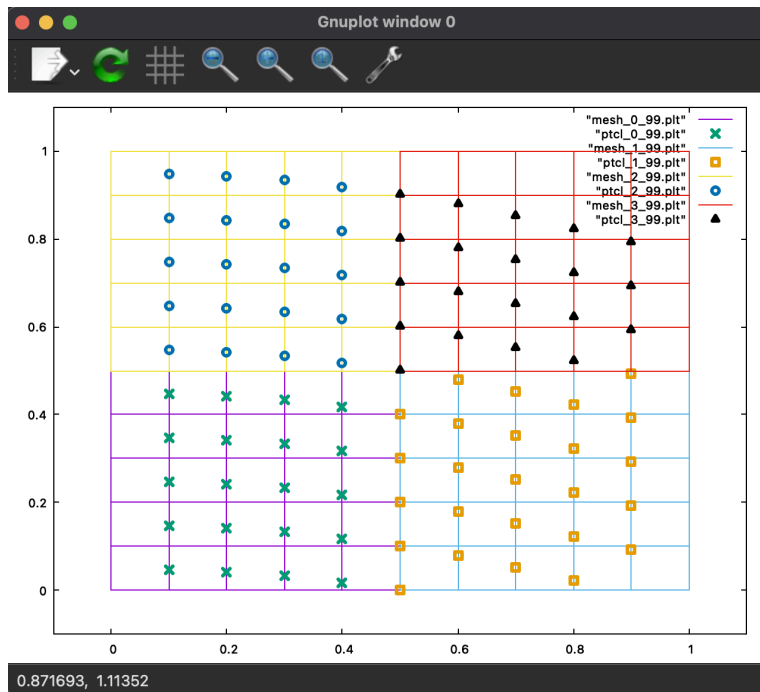 Gnuplot window 0
"mesh_0_99.plt"
"ptcl_0_99.plt"
"mesh_1_99.plt"
"ptcl_1_99.plt"
"mesh_2_99.plt"
"ptcl_2_99.plt"
"mesh_3_99.plt"
"ptcl_3_99.plt"
1
0.8
0.6
0.4
0.2
0
0 0.2 0.4 0.6 0.8 1
0.871693, 1.11352